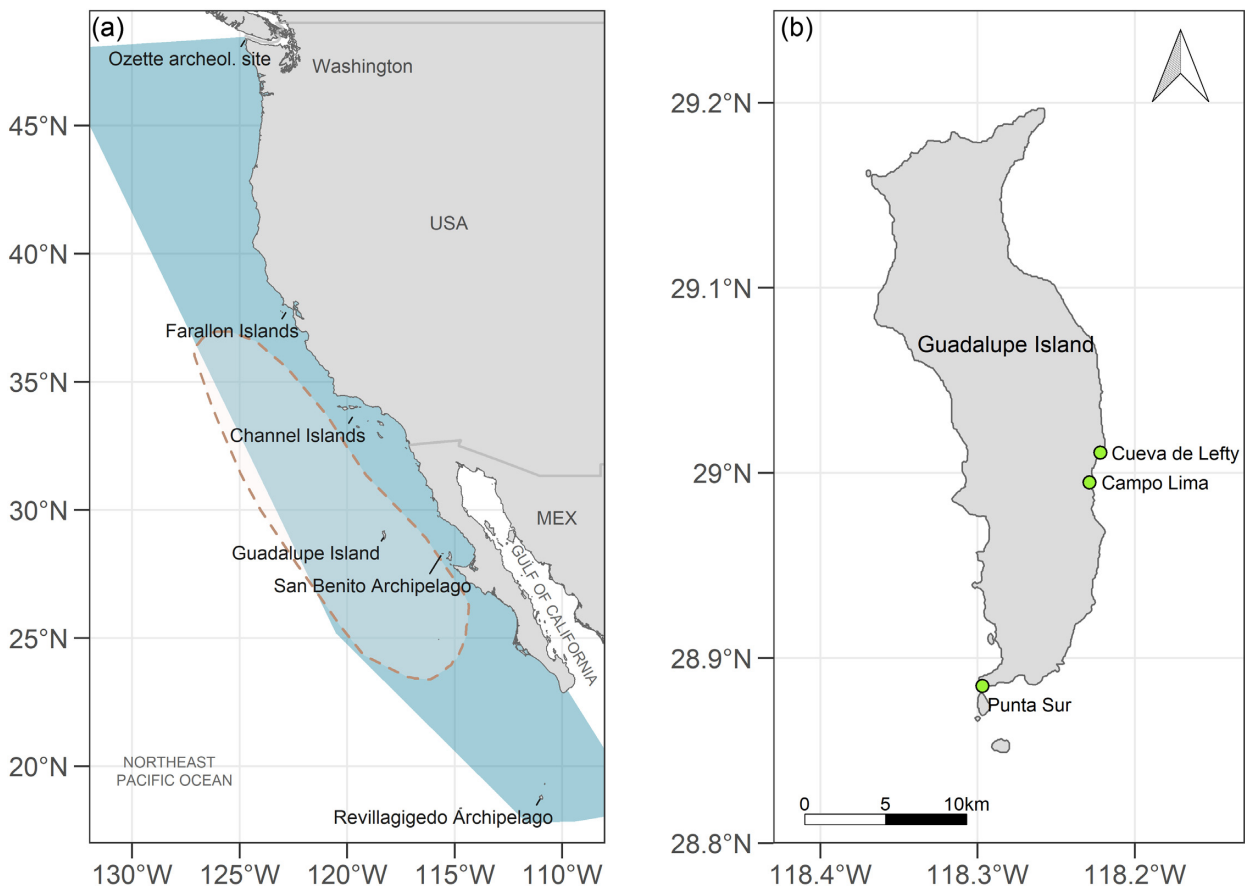 (a)
Ozette archeol. site
Washington
45°N
40°N
35°N
30°N
25°N
20°N
USA
Farallon Islands
Channel Islands
Guadalupe Island
San Benito Archipelago
MEX
GULF OF CALIFORNIA
NORTHEAST
PACIFIC OCEAN
Revillagigedo Archipelago
130°W
125°W
120°W
115°W
110°W
(b)
29.2°N
29.1°N
29°N
28.9°N
28.8°N
Guadalupe Island
Cueva de Lefty
Campo Lima
Punta Sur
0
5
10km
118.4°W
118.3°W
118.2°W